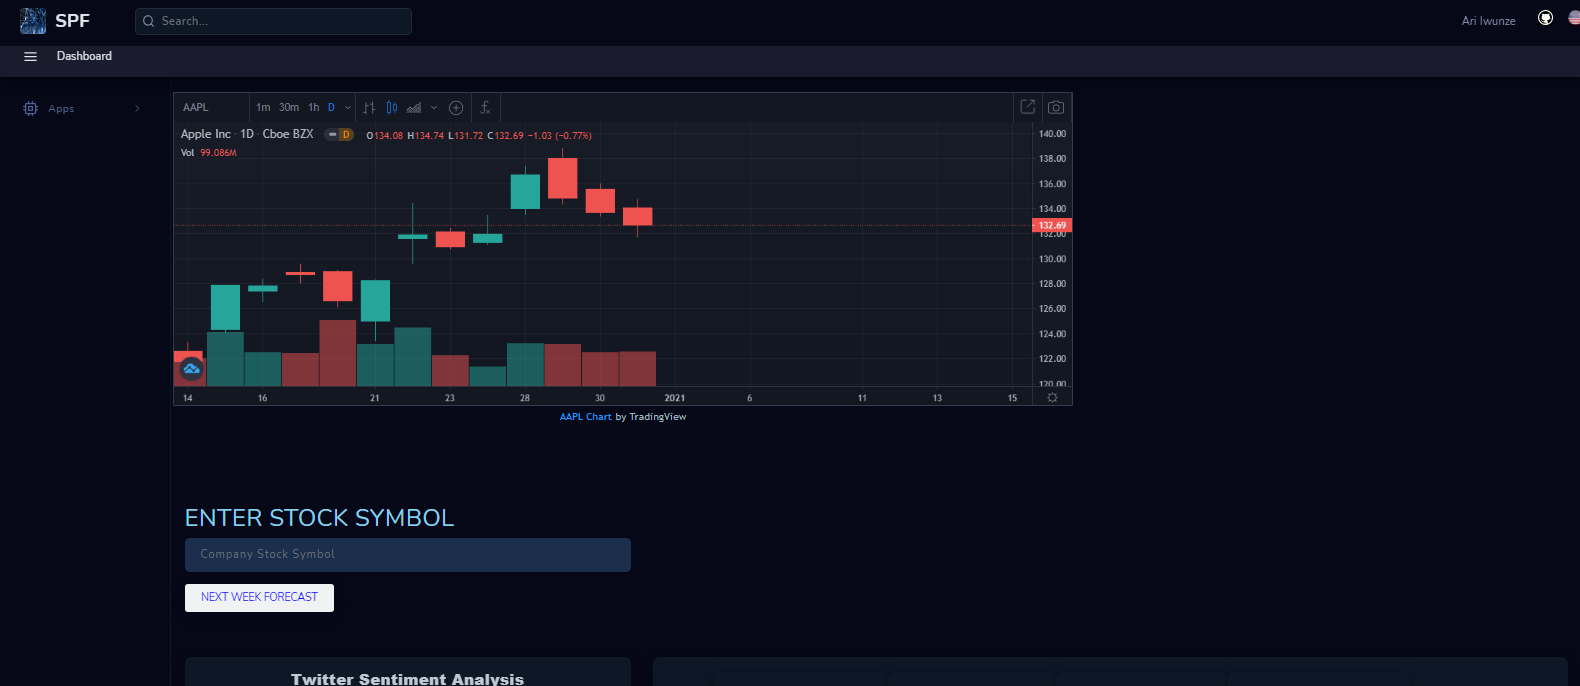 SPF
Search...
Ari Iwunze
Dashboard
Apps
AAPL 1m 30m 1h D
Apple Inc · 1D · Cboe BZX D O134.08 H134.74 L131.72 C132.69 −1.03 (−0.77%)
Vol 99.086M
140.00
138.00
136.00
134.00
132.69
132.00
130.00
128.00
126.00
124.00
122.00
120.00
14 16 21 23 28 30 2021 6 11 13 15
AAPL Chart by TradingView
ENTER STOCK SYMBOL
Company Stock Symbol
NEXT WEEK FORECAST
Twitter Sentiment Analysis